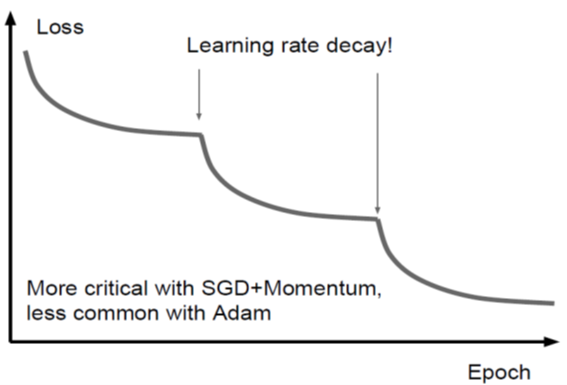 Loss
Learning rate decay!
More critical with SGD+Momentum,
less common with Adam
Epoch